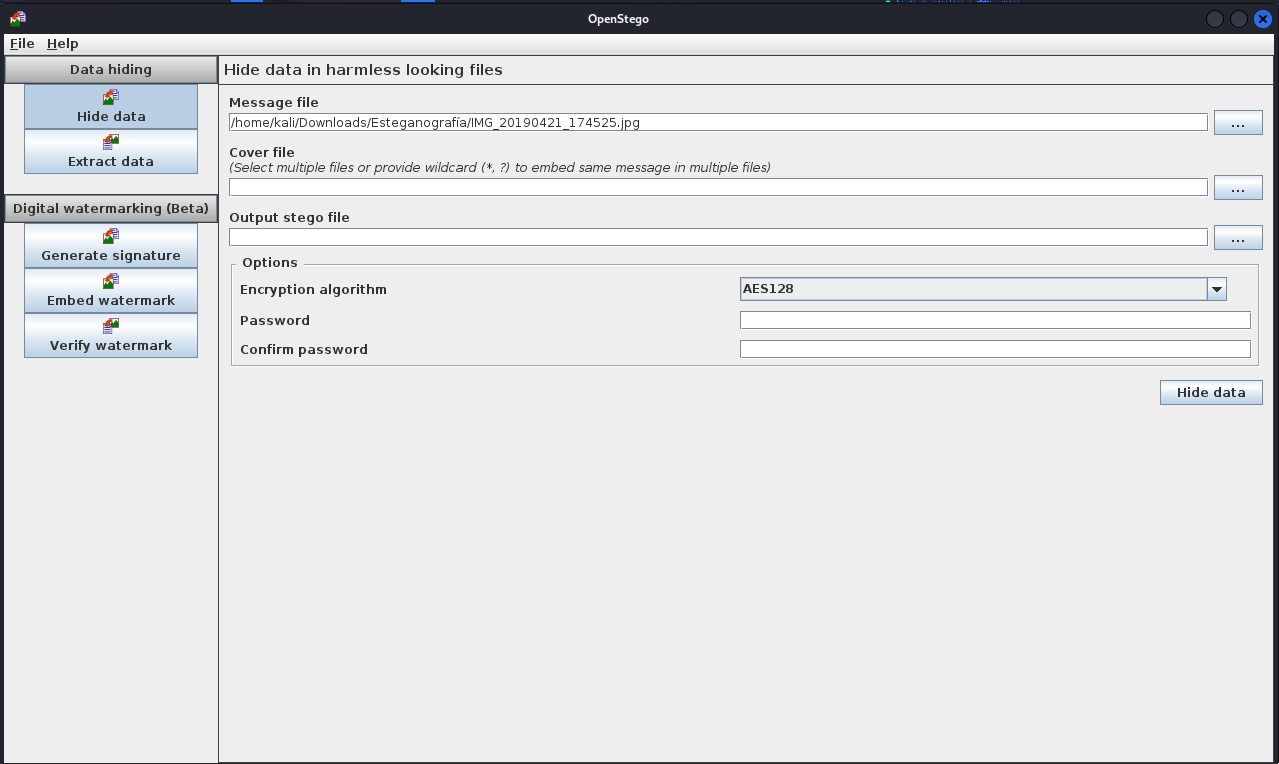 OpenStego
File Help
Data hiding
Hide data
Extract data
Digital watermarking (Beta)
Generate signature
Embed watermark
Verify watermark
Hide data in harmless looking files
Message file
/home/kali/Downloads/Esteganografía/IMG_20190421_174525.jpg
...
Cover file
(Select multiple files or provide wildcard (*, ?) to embed same message in multiple files)
...
Output stego file
...
Options
Encryption algorithm
AES128
Password
Confirm password
Hide data